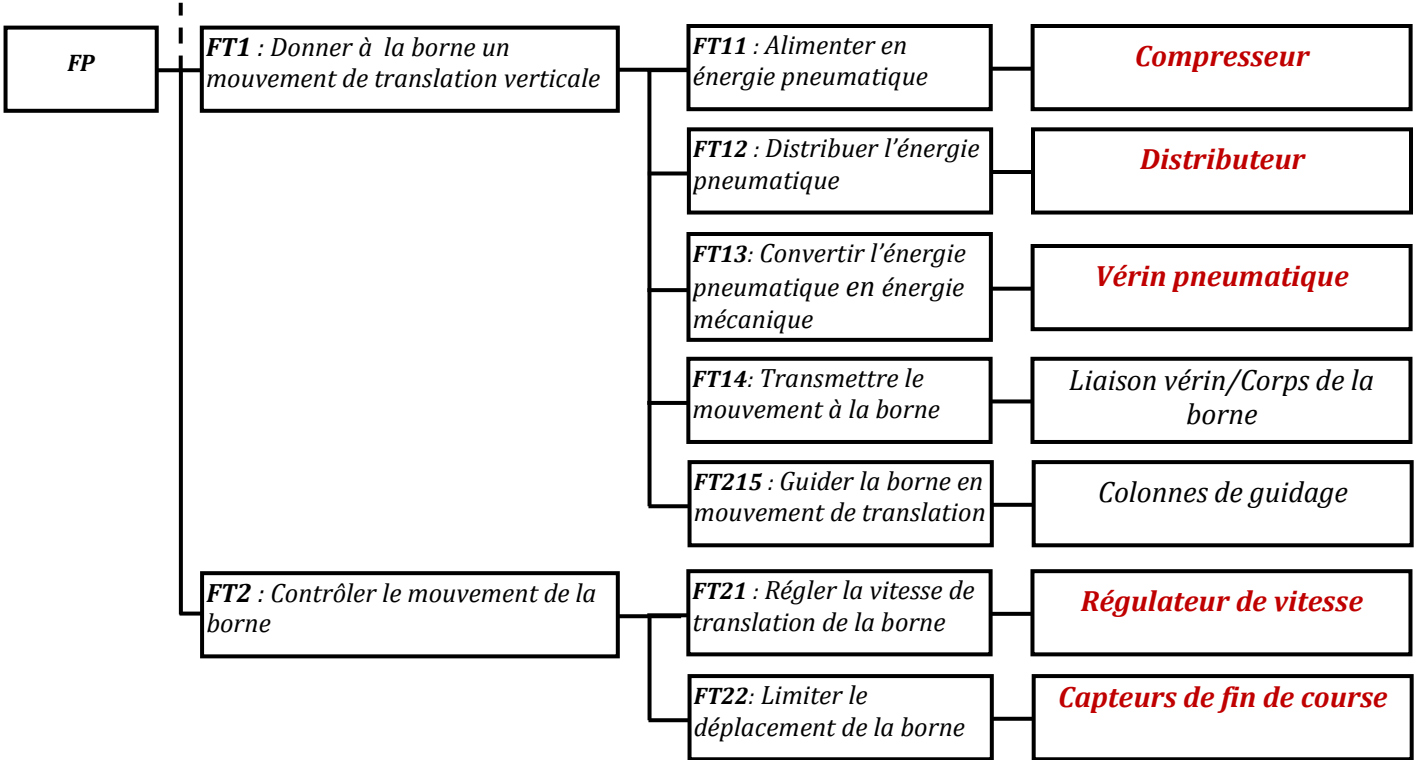 FP
FT1 : Donner à la borne un
mouvement de translation verticale
FT11 : Alimenter en
énergie pneumatique
Compresseur
FT12 : Distribuer l'énergie
pneumatique
Distributeur
FT13: Convertir l'énergie
pneumatique en énergie
mécanique
Vérin pneumatique
FT14: Transmettre le
mouvement à la borne
Liaison vérin/Corps de la
borne
FT215 : Guider la borne en
mouvement de translation
Colonnes de guidage
FT2 : Contrôler le mouvement de la
borne
FT21 : Régler la vitesse de
translation de la borne
Régulateur de vitesse
FT22: Limiter le
déplacement de la borne
Capteurs de fin de course